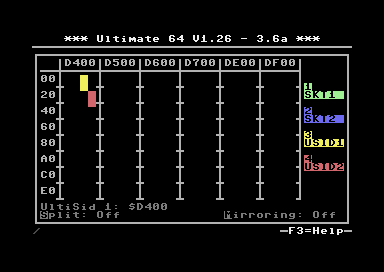 *** Ultimate 64 V1.26 - 3.6a ***
D400 D500 D600 D700 DE00 DF00
00
20
40
60
80
A0
C0
E0
1
SKT1
2
SKT2
3
USID1
4
USID2
UltiSid 1: $D400
Split: Off Mirroring: Off
F3=Help